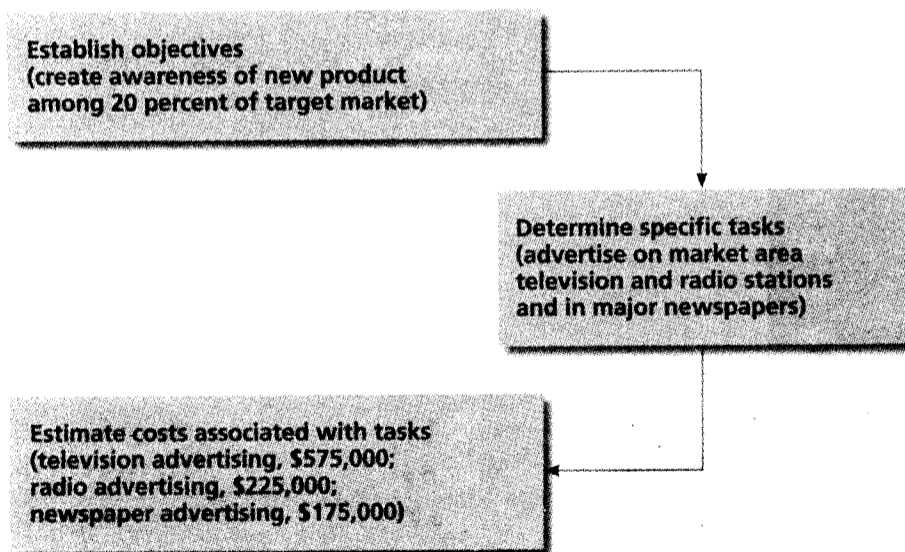 Establish objectives
(create awareness of new product
among 20 percent of target market)
Determine specific tasks
(advertise on market area
television and radio stations
and in major newspapers)
Estimate costs associated with tasks
(television advertising, $575,000;
radio advertising, $225,000;
newspaper advertising, $175,000)